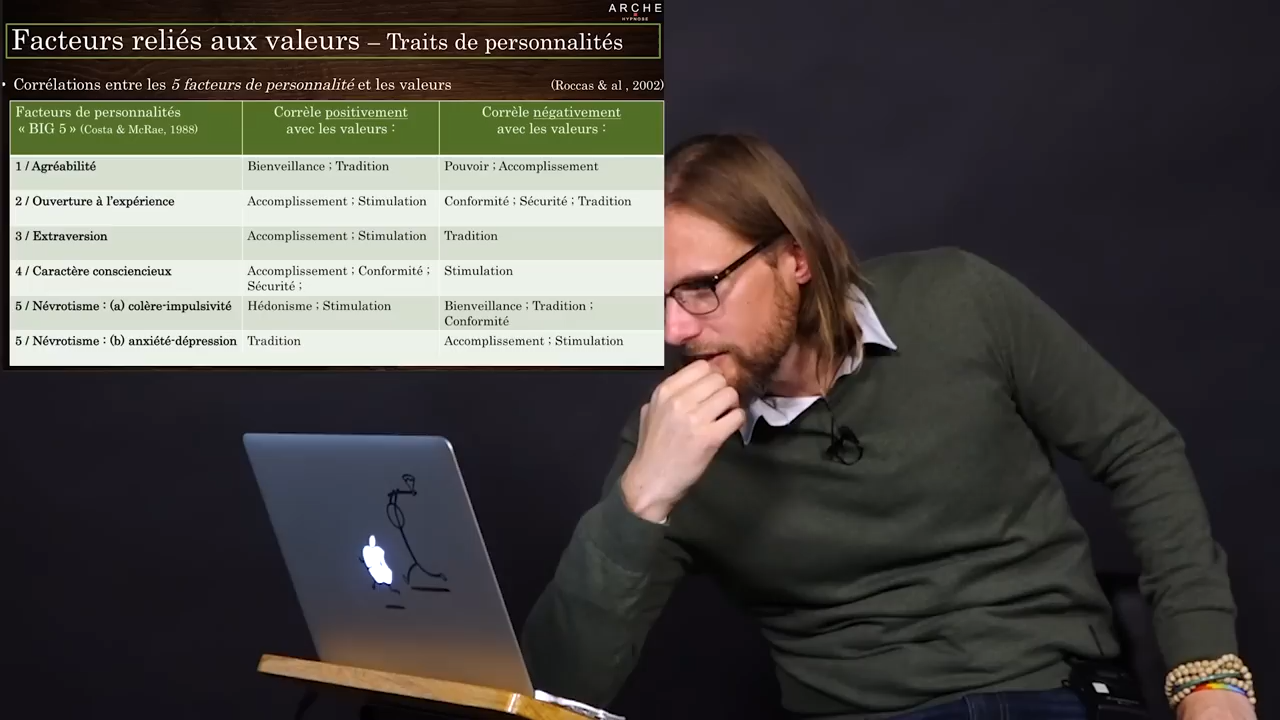 ARCHE
HYPNOSE
Facteurs reliés aux valeurs – Traits de personnalités
• Corrélations entre les 5 facteurs de personnalité et les valeurs (Roccas & al , 2002)
Facteurs de personnalités
« BIG 5 » (Costa & McRae, 1988)
Corrèle positivement
avec les valeurs :
Corrèle négativement
avec les valeurs :
1 / Agréabilité
Bienveillance ; Tradition
Pouvoir ; Accomplissement
2 / Ouverture à l'expérience
Accomplissement ; Stimulation
Conformité ; Sécurité ; Tradition
3 / Extraversion
Accomplissement ; Stimulation
Tradition
4 / Caractère consciencieux
Accomplissement ; Conformité ;
Sécurité ;
Stimulation
5 / Névrotisme : (a) colère-impulsivité
Hédonisme ; Stimulation
Bienveillance ; Tradition ;
Conformité
5 / Névrotisme : (b) anxiété-dépression
Tradition
Accomplissement ; Stimulation